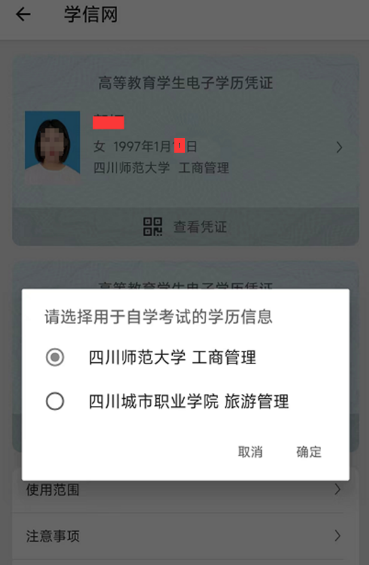 学信网
高等教育学生电子学历凭证
女 1997年1月 日
四川师范大学 工商管理
查看凭证
高等教育学生电子学历凭证
请选择用于自学考试的学历信息
四川师范大学 工商管理
四川城市职业学院 旅游管理
取消 确定
使用范围
注意事项